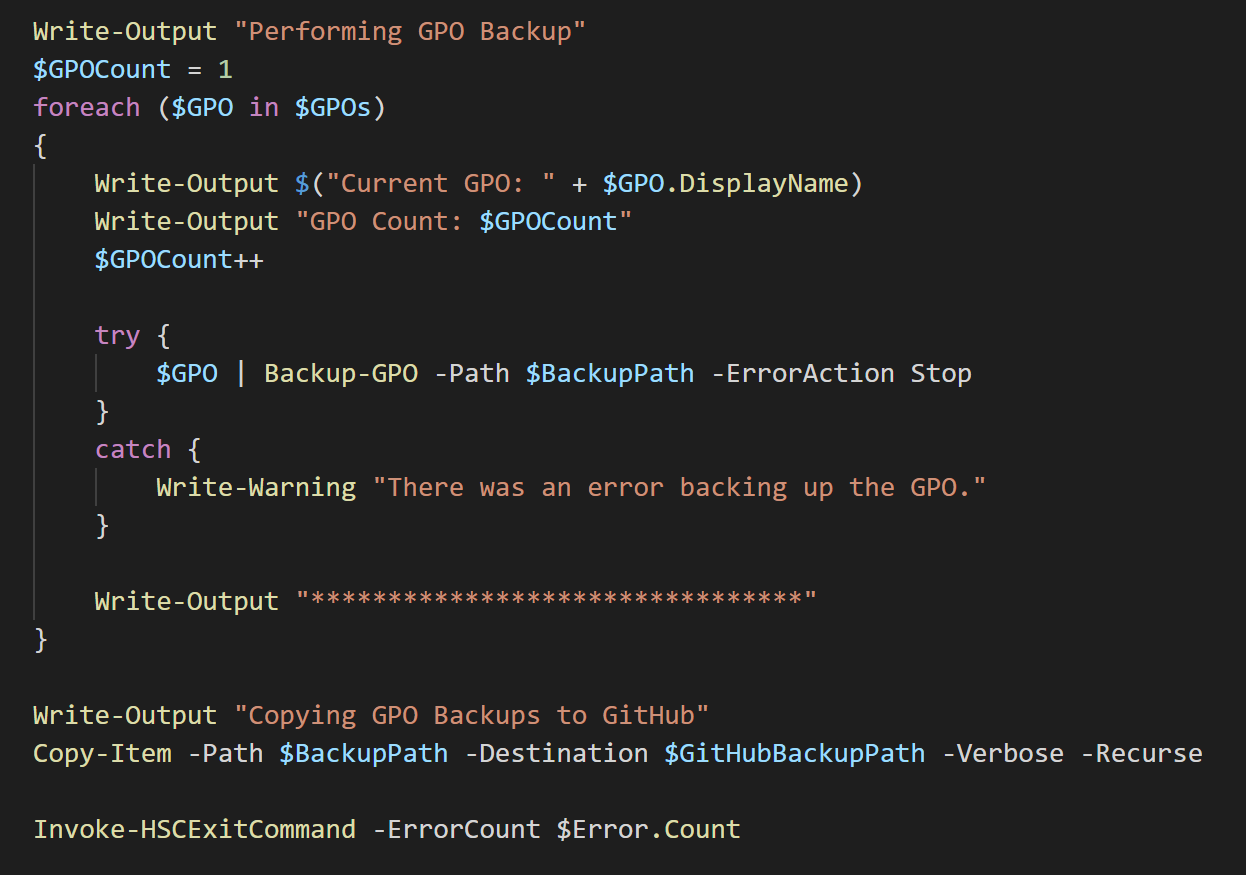 Write-Output "Performing GPO Backup"
$GPOCount = 1
foreach ($GPO in $GPOs)
{
    Write-Output $("Current GPO: " + $GPO.DisplayName)
    Write-Output "GPO Count: $GPOCount"
    $GPOCount++

    try {
        $GPO | Backup-GPO -Path $BackupPath -ErrorAction Stop
    }
    catch {
        Write-Warning "There was an error backing up the GPO."
    }

    Write-Output "********************************"
}

Write-Output "Copying GPO Backups to GitHub"
Copy-Item -Path $BackupPath -Destination $GitHubBackupPath -Verbose -Recurse

Invoke-HSCExitCommand -ErrorCount $Error.Count